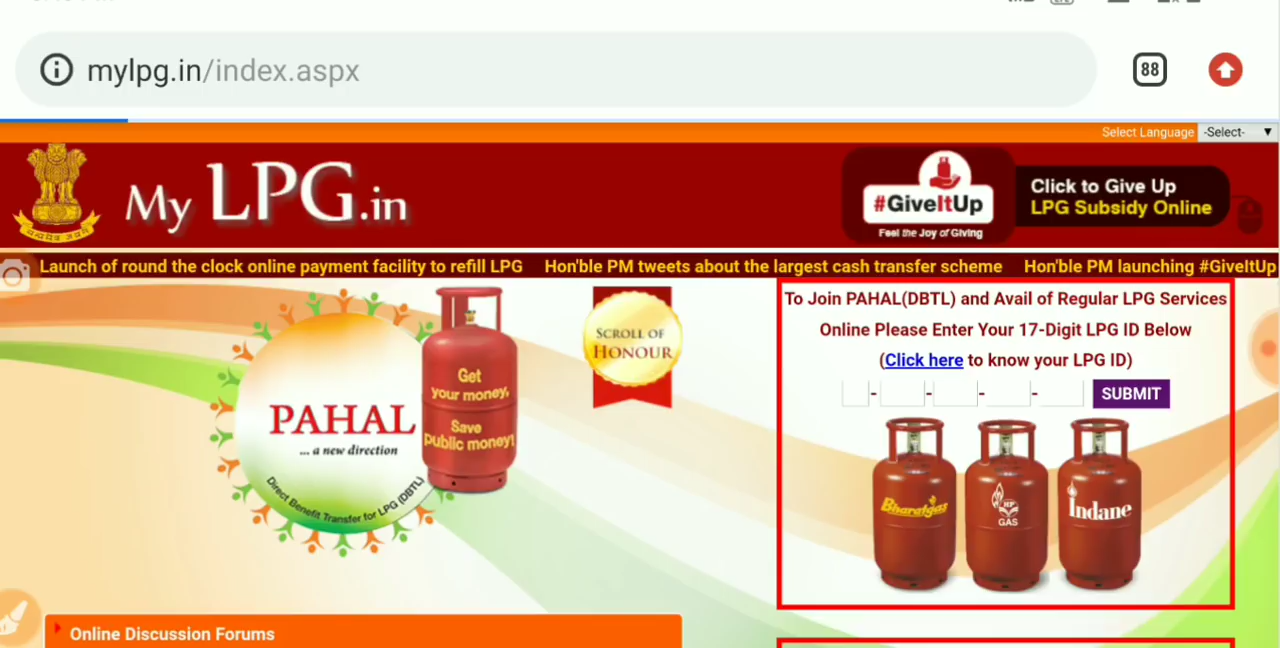 mylpg.in/index.aspx
88
Select Language -Select-
My LPG.in
#GiveItUp
Feel the Joy of Giving
Click to Give Up
LPG Subsidy Online
Launch of round the clock online payment facility to refill LPG Hon'ble PM tweets about the largest cash transfer scheme Hon'ble PM launching #GiveItUp
PAHAL
... a new direction
Direct Benefit Transfer for LPG (DBTL)
Get
your money,
Save
public money!
SCROLL OF
HONOUR
To Join PAHAL(DBTL) and Avail of Regular LPG Services
Online Please Enter Your 17-Digit LPG ID Below
(Click here to know your LPG ID)
- - - - SUBMIT
Bharatgas
HP
GAS
Indane
Online Discussion Forums